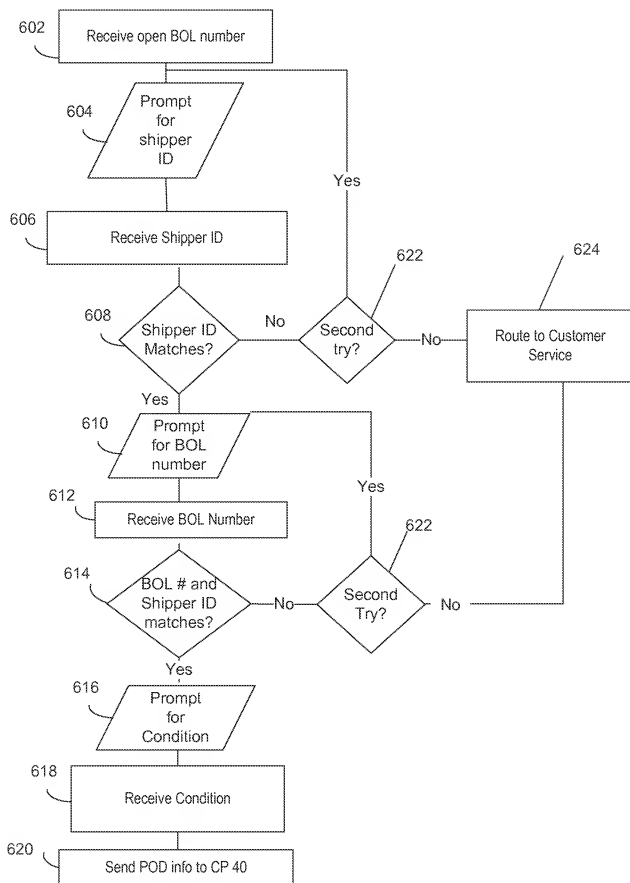 602
Receive open BOL number
604
Prompt
for
shipper
ID
Yes
606
Receive Shipper ID
622
624
608
Shipper ID
Matches?
No
Second
try?
No
Route to Customer
Service
Yes
610
Prompt
for BOL
number
Yes
612
Receive BOL Number
622
614
BOL # and
Shipper ID
matches?
No
Second
Try?
No
Yes
616
Prompt
for
Condition
618
Receive Condition
620
Send POD info to CP 40